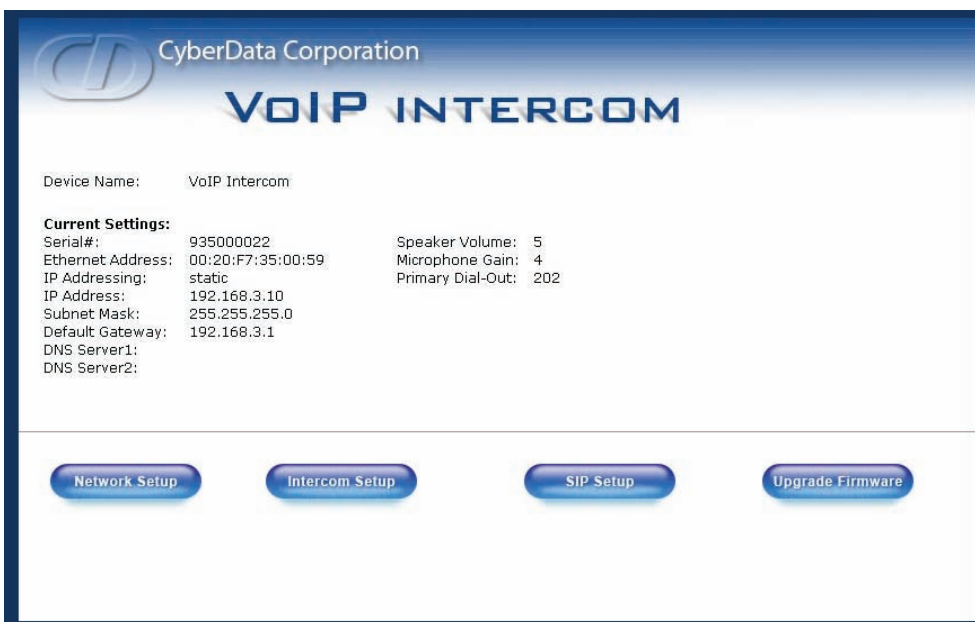 CyberData Corporation
VoIP INTERCOM
Device Name: VoIP Intercom
Current Settings:
Serial#: 935000022 Speaker Volume: 5
Ethernet Address: 00:20:F7:35:00:59 Microphone Gain: 4
IP Addressing: static Primary Dial-Out: 202
IP Address: 192.168.3.10
Subnet Mask: 255.255.255.0
Default Gateway: 192.168.3.1
DNS Server1:
DNS Server2:
Network Setup Intercom Setup SIP Setup Upgrade Firmware